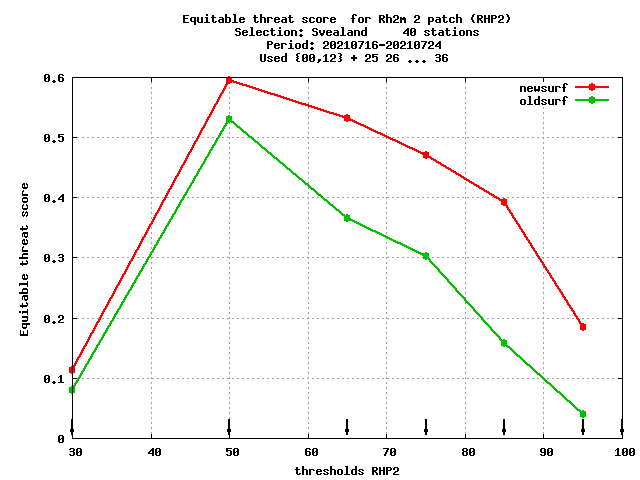 Equitable threat score  for Rh2m 2 patch (RHP2)
Selection: Svealand     40 stations
Period: 20210716-20210724
Used {00,12} + 25 26 ... 36
newsurf
oldsurf
Equitable threat score
0.6
0.5
0.4
0.3
0.2
0.1
0
30 40 50 60 70 80 90 100
thresholds RHP2